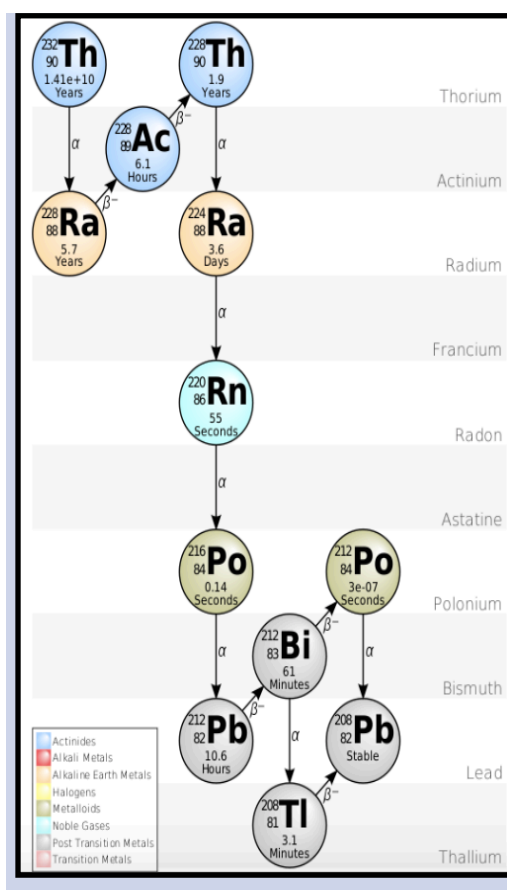 232
90 Th
1.41e+10
Years
228
90 Th
1.9
Years
Thorium
α
β−
228
89 Ac
6.1
Hours
α
Actinium
β−
228
88 Ra
5.7
Years
224
88 Ra
3.6
Days
Radium
α
Francium
220
86 Rn
55
Seconds
Radon
α
Astatine
216
84 Po
0.14
Seconds
212
84 Po
3e-07
Seconds
Polonium
β−
α
212
83 Bi
61
Minutes
α
Bismuth
β−
212
82 Pb
10.6
Hours
α
208
82 Pb
Stable
Lead
β−
208
81 Tl
3.1
Minutes
Thallium
Actinides
Alkali Metals
Alkaline Earth Metals
Halogens
Metalloids
Noble Gases
Post Transition Metals
Transition Metals